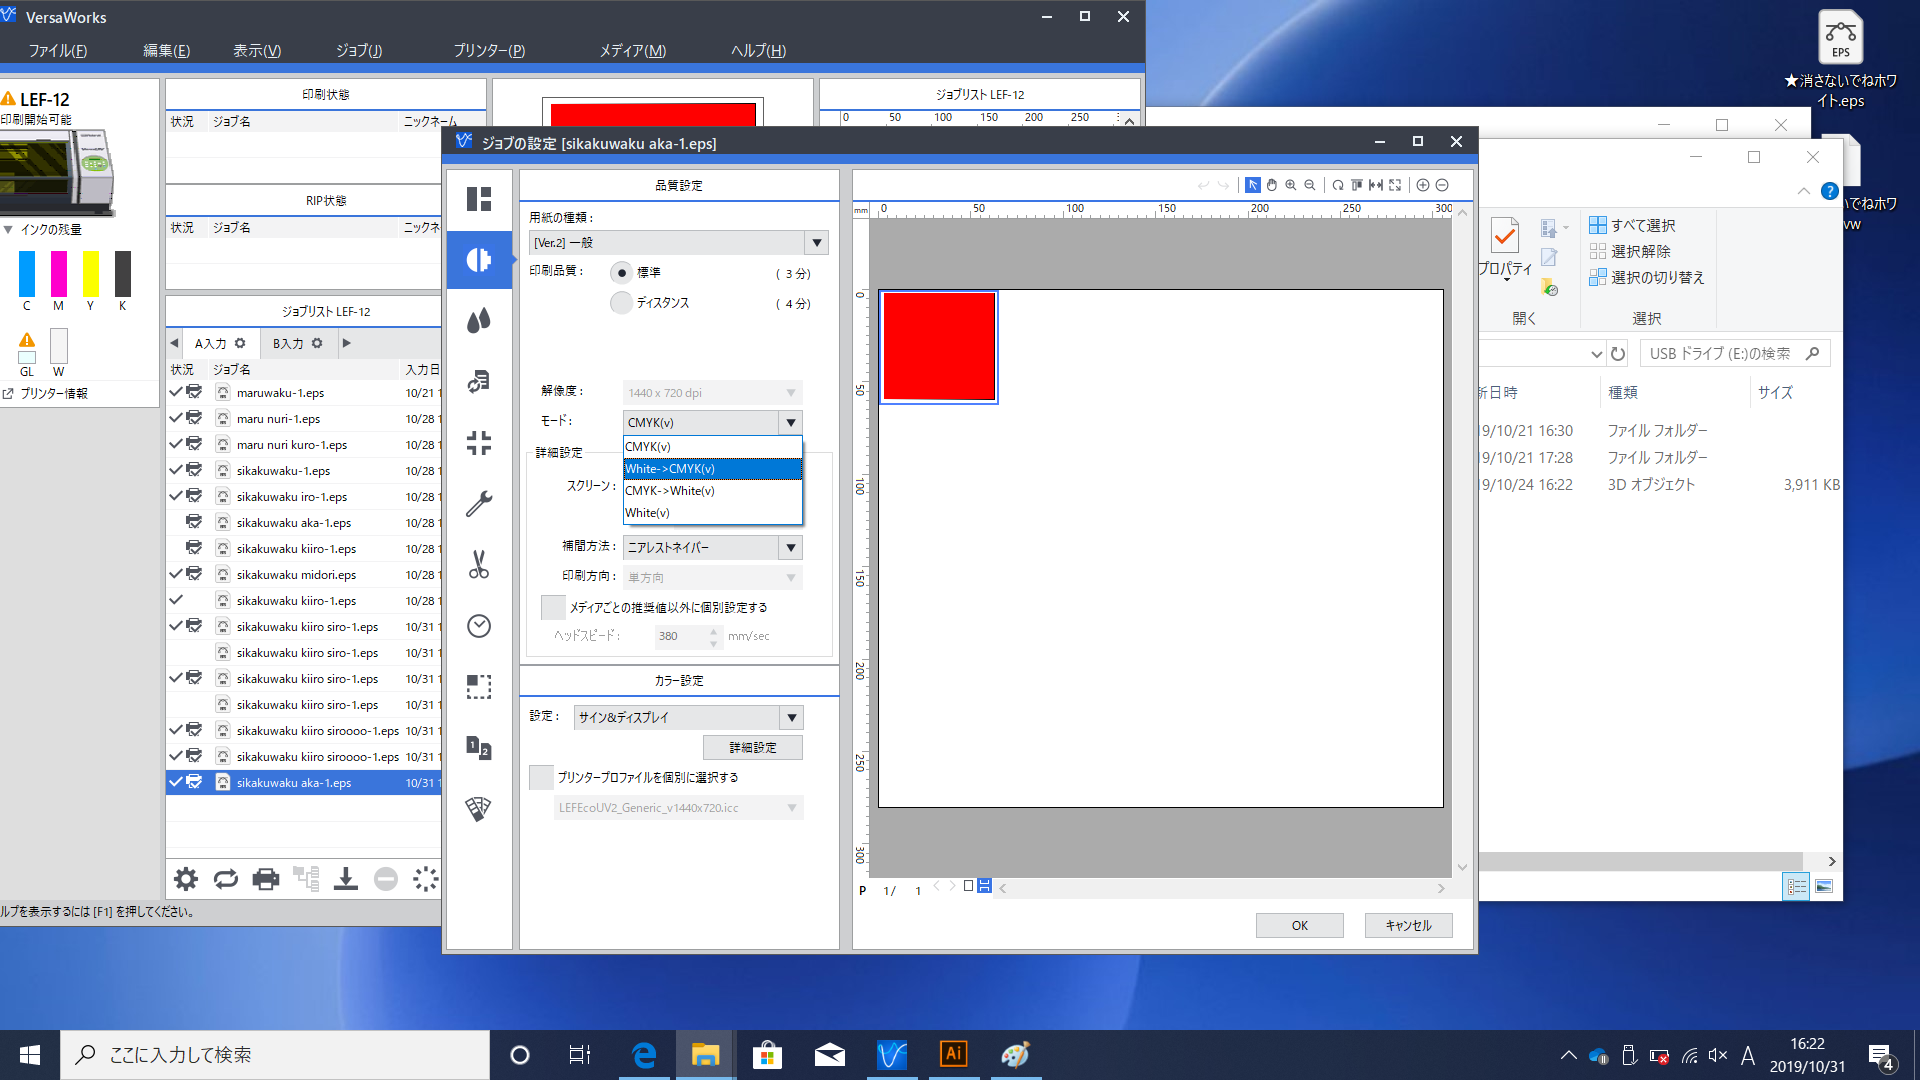 VersaWorks
ファイル(F) 編集(E) 表示(V) ジョブ(J) プリンター(P) メディア(M) ヘルプ(H)
LEF-12
印刷開始可能
インクの残量
C M Y K
GL W
プリンター情報
印刷状態
状況 ジョブ名 ニックネーム
RIP状態
状況 ジョブ名 ニックネ
ジョブリスト LEF-12
A入力 B入力
状況 ジョブ名 入力日
maruwaku-1.eps 10/21 1
maru nuri-1.eps 10/28 1
maru nuri kuro-1.eps 10/28 1
sikakuwaku-1.eps 10/28 1
sikakuwaku iro-1.eps 10/28 1
sikakuwaku aka-1.eps 10/28 1
sikakuwaku kiiro.eps 10/28 1
sikakuwaku midori.eps 10/28 1
sikakuwaku kiiro-1.eps 10/28 1
sikakuwaku kiiro siro-1.eps 10/31 1
sikakuwaku kiiro siro-1.eps 10/31 1
sikakuwaku kiiro siro-1.eps 10/31 1
sikakuwaku kiiro siro-1.eps 10/31 1
sikakuwaku kiiro siroooo-1.eps 10/31 1
sikakuwaku kiiro siroooo-1.eps 10/31 1
sikakuwaku aka-1.eps 10/31 1
ルプを表示するには [F1] を押してください。
ジョブリスト LEF-12
0 50 100 150 200 250
ジョブの設定 [sikakuwaku aka-1.eps]
品質設定
用紙の種類 :
[Ver.2] 一般
印刷品質 : 標準 ( 3 分)
ディスタンス ( 4 分)
解像度 : 1440 x 720 dpi
モード : CMYK(v)
CMYK(v)
White->CMYK(v)
CMYK->White(v)
White(v)
詳細設定
スクリーン :
補間方法 : ニアレストネイバー
印刷方向 : 単方向
メディアごとの推奨値以外に個別設定する
ヘッドスピード : 380 mm/sec
カラー設定
設定 : サイン&ディスプレイ
詳細設定
プリンタープロファイルを個別に選択する
LEFEcoUV2_Generic_v1440x720.icc
mm 0 50 100 150 200 250 300
0
50
100
150
200
250
300
P 1/ 1
OK キャンセル
プロパティ
開く
すべて選択
選択解除
選択の切り替え
選択
USB ドライブ (E:)の検索
新日時 種類 サイズ
19/10/21 16:30 ファイル フォルダー
19/10/21 17:28 ファイル フォルダー
19/10/24 16:22 3D オブジェクト 3,911 KB
EPS
★消さないでねホワ
イト.eps
いでねホワ
vw
ここに入力して検索
Ai
A
16:22
2019/10/31
4